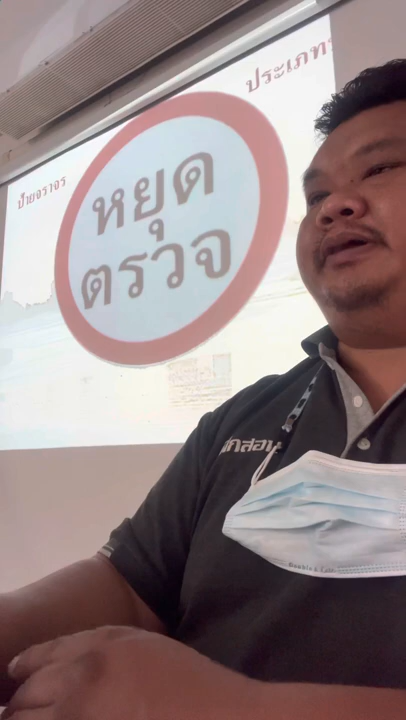 ป้ายจราจร
ประเภท
หยุด
ตรวจ